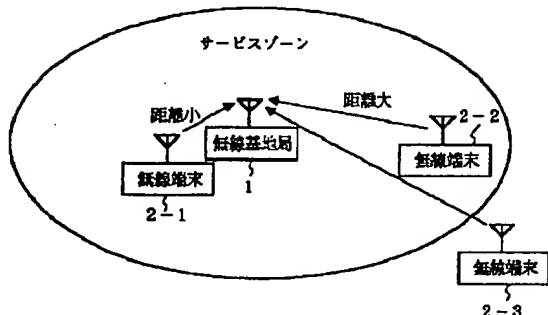 サービスゾーン
距離小
距離大
2-2
無線基地局
無線端末
無線端末
1
2-1
無線端末
2-3